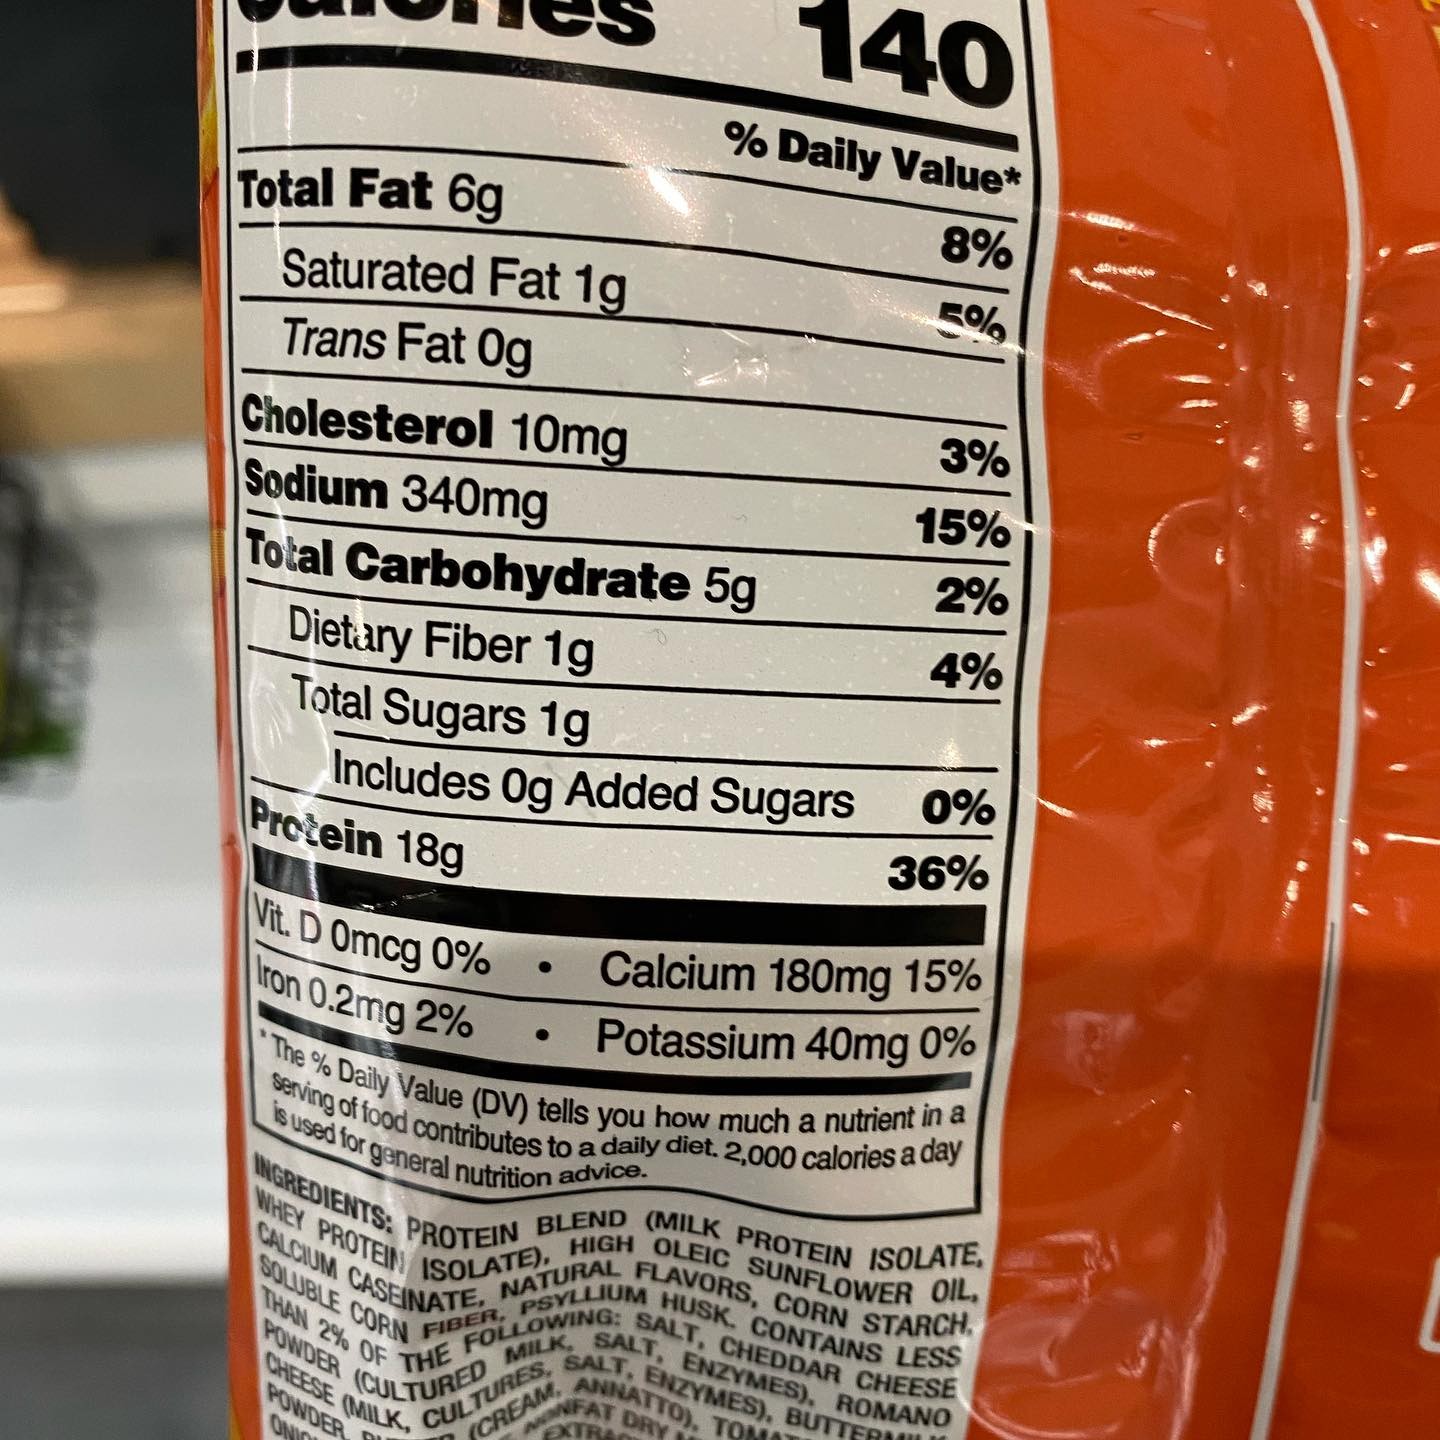 calories 140
% Daily Value*
Total Fat 6g 8%
Saturated Fat 1g 5%
Trans Fat 0g
Cholesterol 10mg 3%
Sodium 340mg 15%
Total Carbohydrate 5g 2%
Dietary Fiber 1g 4%
Total Sugars 1g
Includes 0g Added Sugars 0%
Protein 18g 36%
Vit. D 0mcg 0% • Calcium 180mg 15%
Iron 0.2mg 2% • Potassium 40mg 0%
* The % Daily Value (DV) tells you how much a nutrient in a
serving of food contributes to a daily diet. 2,000 calories a day
is used for general nutrition advice.
INGREDIENTS: PROTEIN BLEND (MILK PROTEIN ISOLATE,
WHEY PROTEIN ISOLATE), HIGH OLEIC SUNFLOWER OIL,
CALCIUM CASEINATE, NATURAL FLAVORS, CORN STARCH,
SOLUBLE CORN FIBER, PSYLLIUM HUSK. CONTAINS LESS
THAN 2% OF THE FOLLOWING: SALT, CHEDDAR CHEESE
POWDER (CULTURED MILK, SALT, ENZYMES), ROMANO
CHEESE (MILK, CULTURES, SALT, ENZYMES), BUTTERMILK
POWDER, (CREAM, ANNATTO),
NONFAT DRY